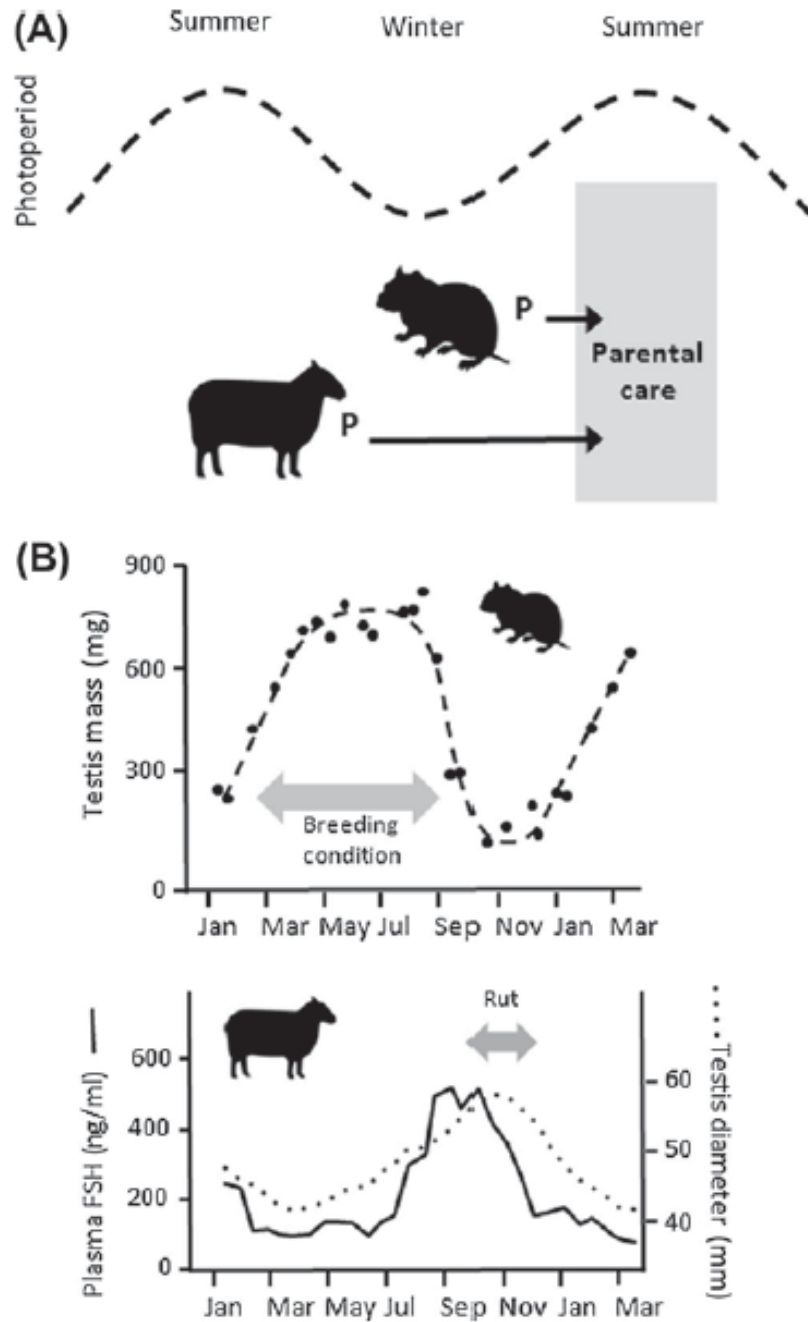 (A)
Summer Winter Summer
Photoperiod
P
Parental
care
P
(B)
Testis mass (mg)
900
600
300
0
Breeding
condition
Jan Mar May Jul Sep Nov Jan Mar
Plasma FSH (ng/ml)
600
400
200
0
Rut
60
50
40
Testis diameter (mm)
Jan Mar May Jul Sep Nov Jan Mar